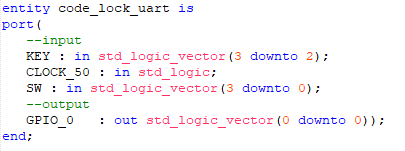 entity code_lock_uart is
port(
--input
KEY : in std_logic_vector(3 downto 2);
CLOCK_50 : in std_logic;
SW : in std_logic_vector(3 downto 0);
--output
GPIO_0 : out std_logic_vector(0 downto 0));
end;